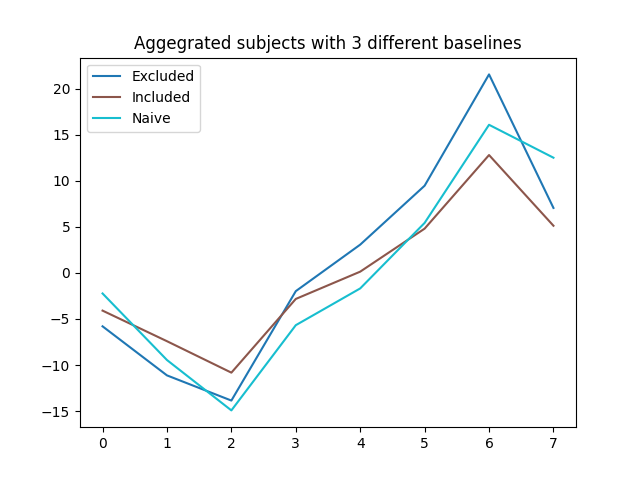 Aggegrated subjects with 3 different baselines
Excluded
Included
Naive
20
15
10
5
0
−5
−10
−15
0 1 2 3 4 5 6 7